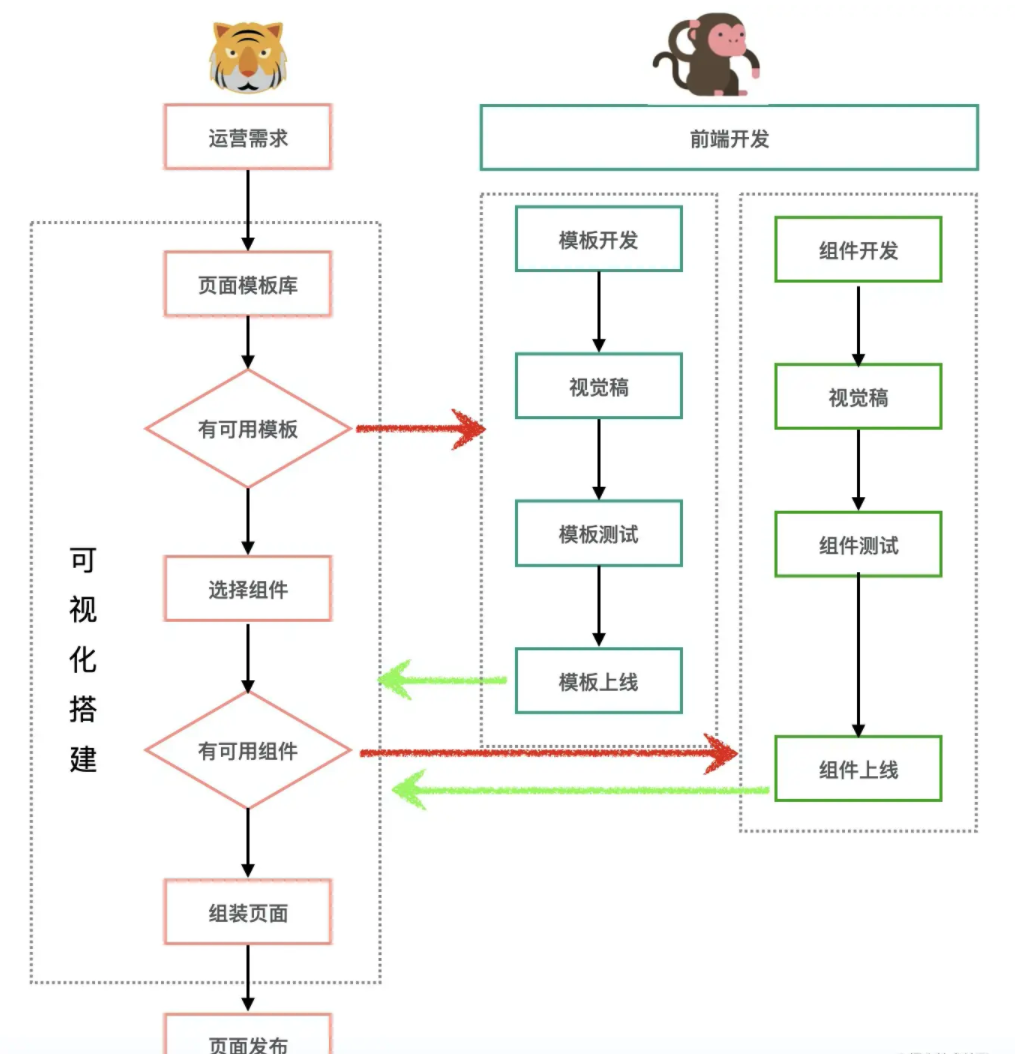 运营需求
前端开发
页面模板库
有可用模板
选择组件
有可用组件
组装页面
页面发布
可视化搭建
模板开发
视觉稿
模板测试
模板上线
组件开发
视觉稿
组件测试
组件上线